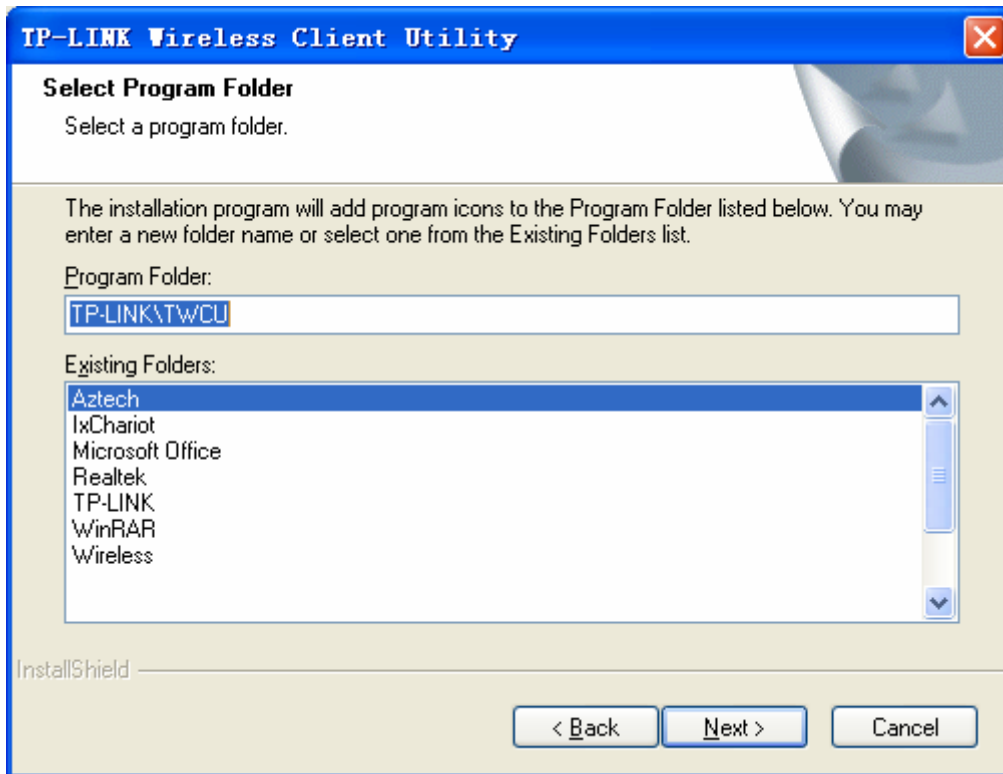 TP-LINK Wireless Client Utility
Select Program Folder
Select a program folder.
The installation program will add program icons to the Program Folder listed below. You may
enter a new folder name or select one from the Existing Folders list.
Program Folder:
TP-LINK\TWCU
Existing Folders:
Aztech
IxChariot
Microsoft Office
Realtek
TP-LINK
WinRAR
Wireless
InstallShield
< Back Next > Cancel